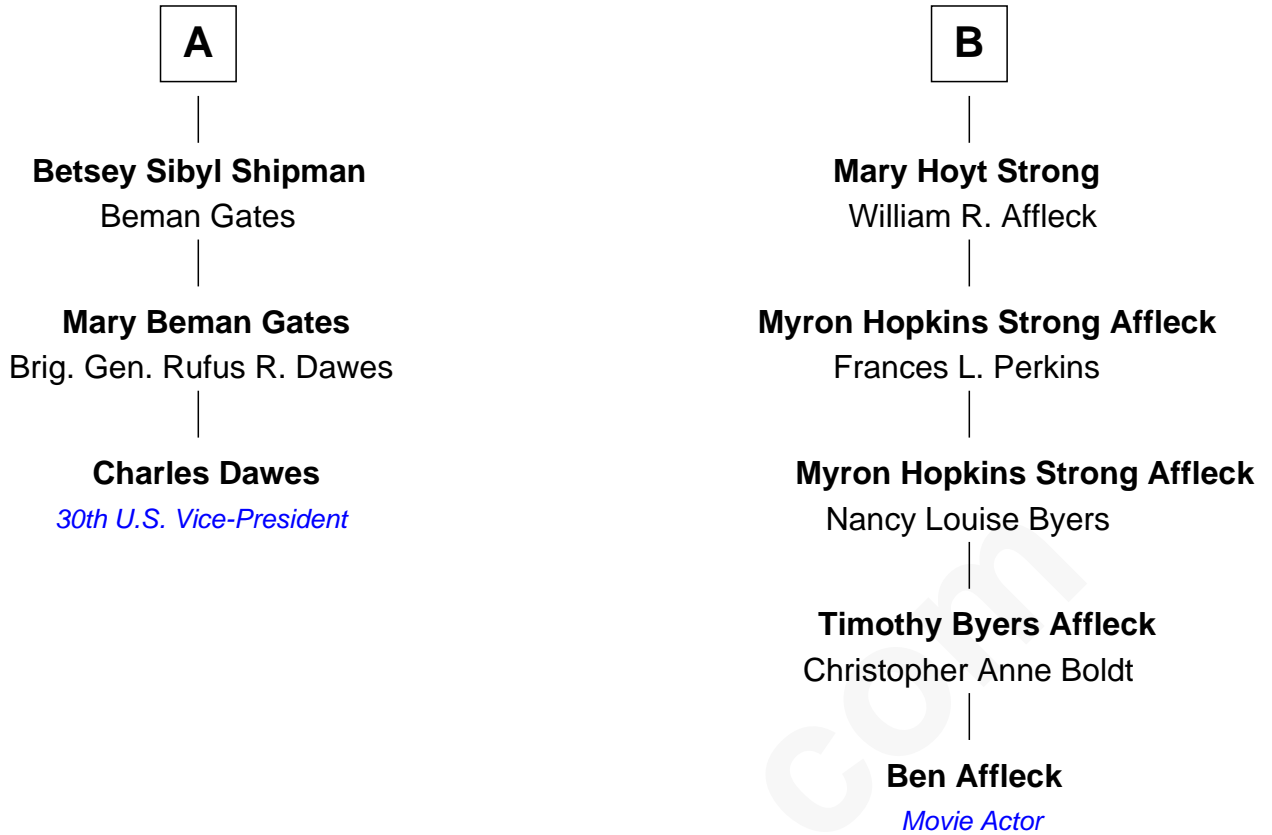 A
Betsey Sibyl Shipman
Beman Gates
Mary Beman Gates
Brig. Gen. Rufus R. Dawes
Charles Dawes
30th U.S. Vice-President
B
Mary Hoyt Strong
William R. Affleck
Myron Hopkins Strong Affleck
Frances L. Perkins
Myron Hopkins Strong Affleck
Nancy Louise Byers
Timothy Byers Affleck
Christopher Anne Boldt
Ben Affleck
Movie Actor
com